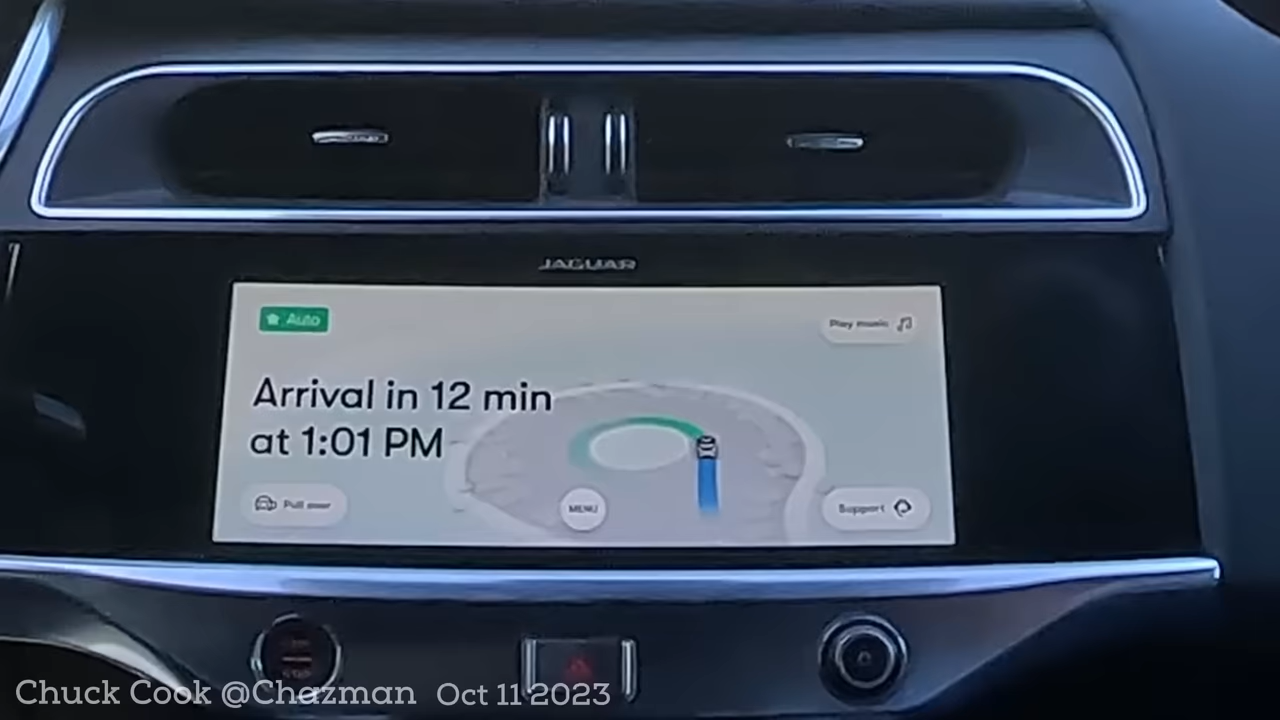 JAGUAR
Auto
Play music
Arrival in 12 min
at 1:01 PM
Pull over
MENU
Support
Chuck Cook @Chazman Oct 11 2023